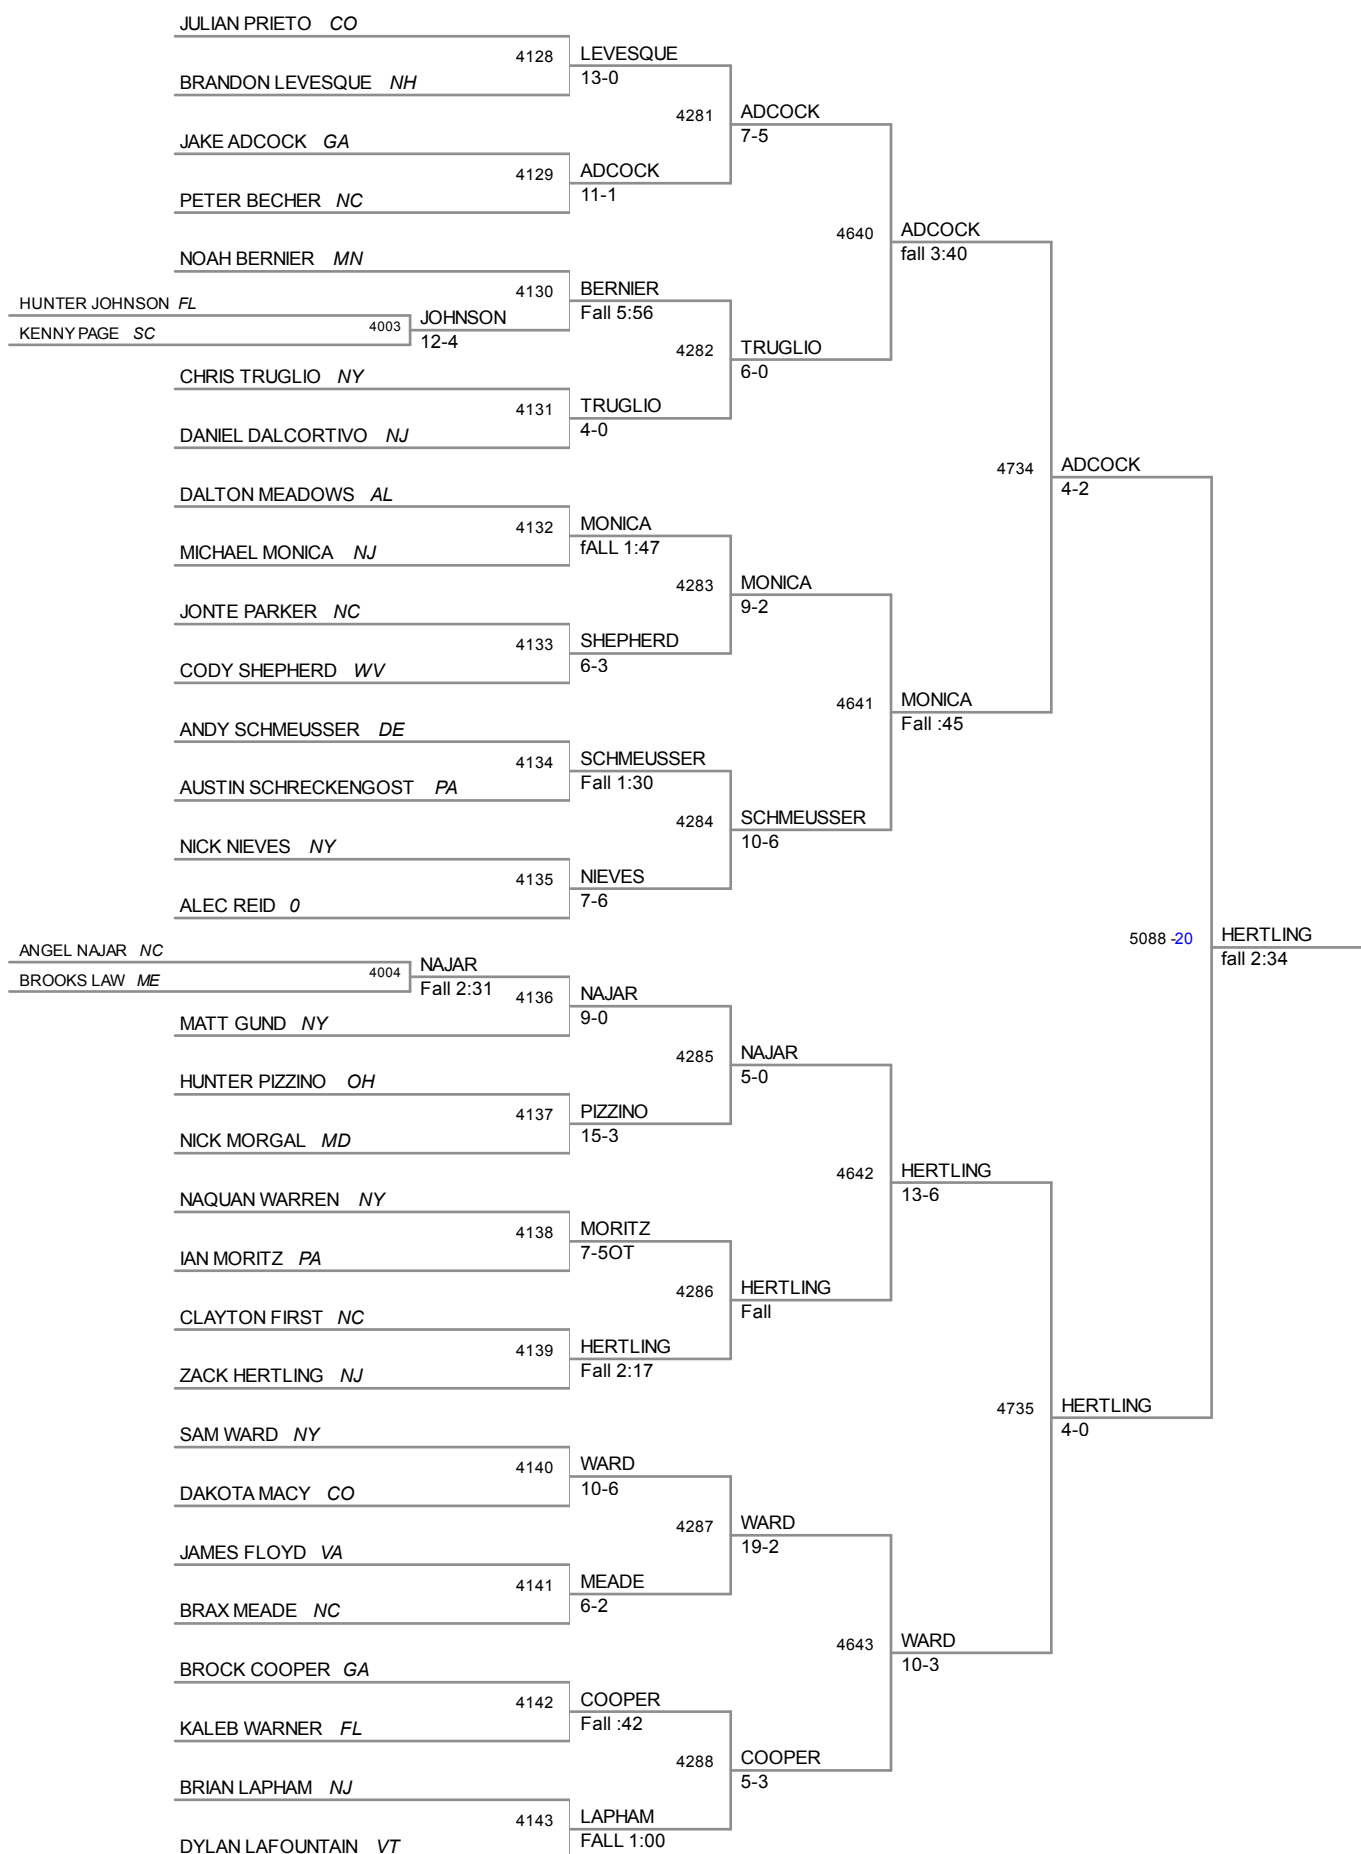 JULIAN PRIETO CO
4128 LEVESQUE
13-0
BRANDON LEVESQUE NH
4281 ADCOCK
7-5
JAKE ADCOCK GA
4129 ADCOCK
11-1
PETER BECHER NC
4640 ADCOCK
fall 3:40
NOAH BERNIER MN
4130 BERNIER
Fall 5:56
HUNTER JOHNSON FL
4003 JOHNSON
12-4
KENNY PAGE SC
4282 TRUGLIO
6-0
CHRIS TRUGLIO NY
4131 TRUGLIO
4-0
DANIEL DALCORTIVO NJ
4734 ADCOCK
4-2
DALTON MEADOWS AL
4132 MONICA
fALL 1:47
MICHAEL MONICA NJ
4283 MONICA
9-2
JONTE PARKER NC
4133 SHEPHERD
6-3
CODY SHEPHERD WV
4641 MONICA
Fall :45
ANDY SCHMEUSSER DE
4134 SCHMEUSSER
Fall 1:30
AUSTIN SCHRECKENGOST PA
4284 SCHMEUSSER
10-6
NICK NIEVES NY
4135 NIEVES
7-6
ALEC REID 0
5088 -20 HERTLING
fall 2:34
ANGEL NAJAR NC
4004 NAJAR
Fall 2:31
BROOKS LAW ME
4136 NAJAR
9-0
MATT GUND NY
4285 NAJAR
5-0
HUNTER PIZZINO OH
4137 PIZZINO
15-3
NICK MORGAL MD
4642 HERTLING
13-6
NAQUAN WARREN NY
4138 MORITZ
7-5OT
IAN MORITZ PA
4286 HERTLING
Fall
CLAYTON FIRST NC
4139 HERTLING
Fall 2:17
ZACK HERTLING NJ
4735 HERTLING
4-0
SAM WARD NY
4140 WARD
10-6
DAKOTA MACY CO
4287 WARD
19-2
JAMES FLOYD VA
4141 MEADE
6-2
BRAX MEADE NC
4643 WARD
10-3
BROCK COOPER GA
4142 COOPER
Fall :42
KALEB WARNER FL
4288 COOPER
5-3
BRIAN LAPHAM NJ
4143 LAPHAM
FALL 1:00
DYLAN LAFOUNTAIN VT